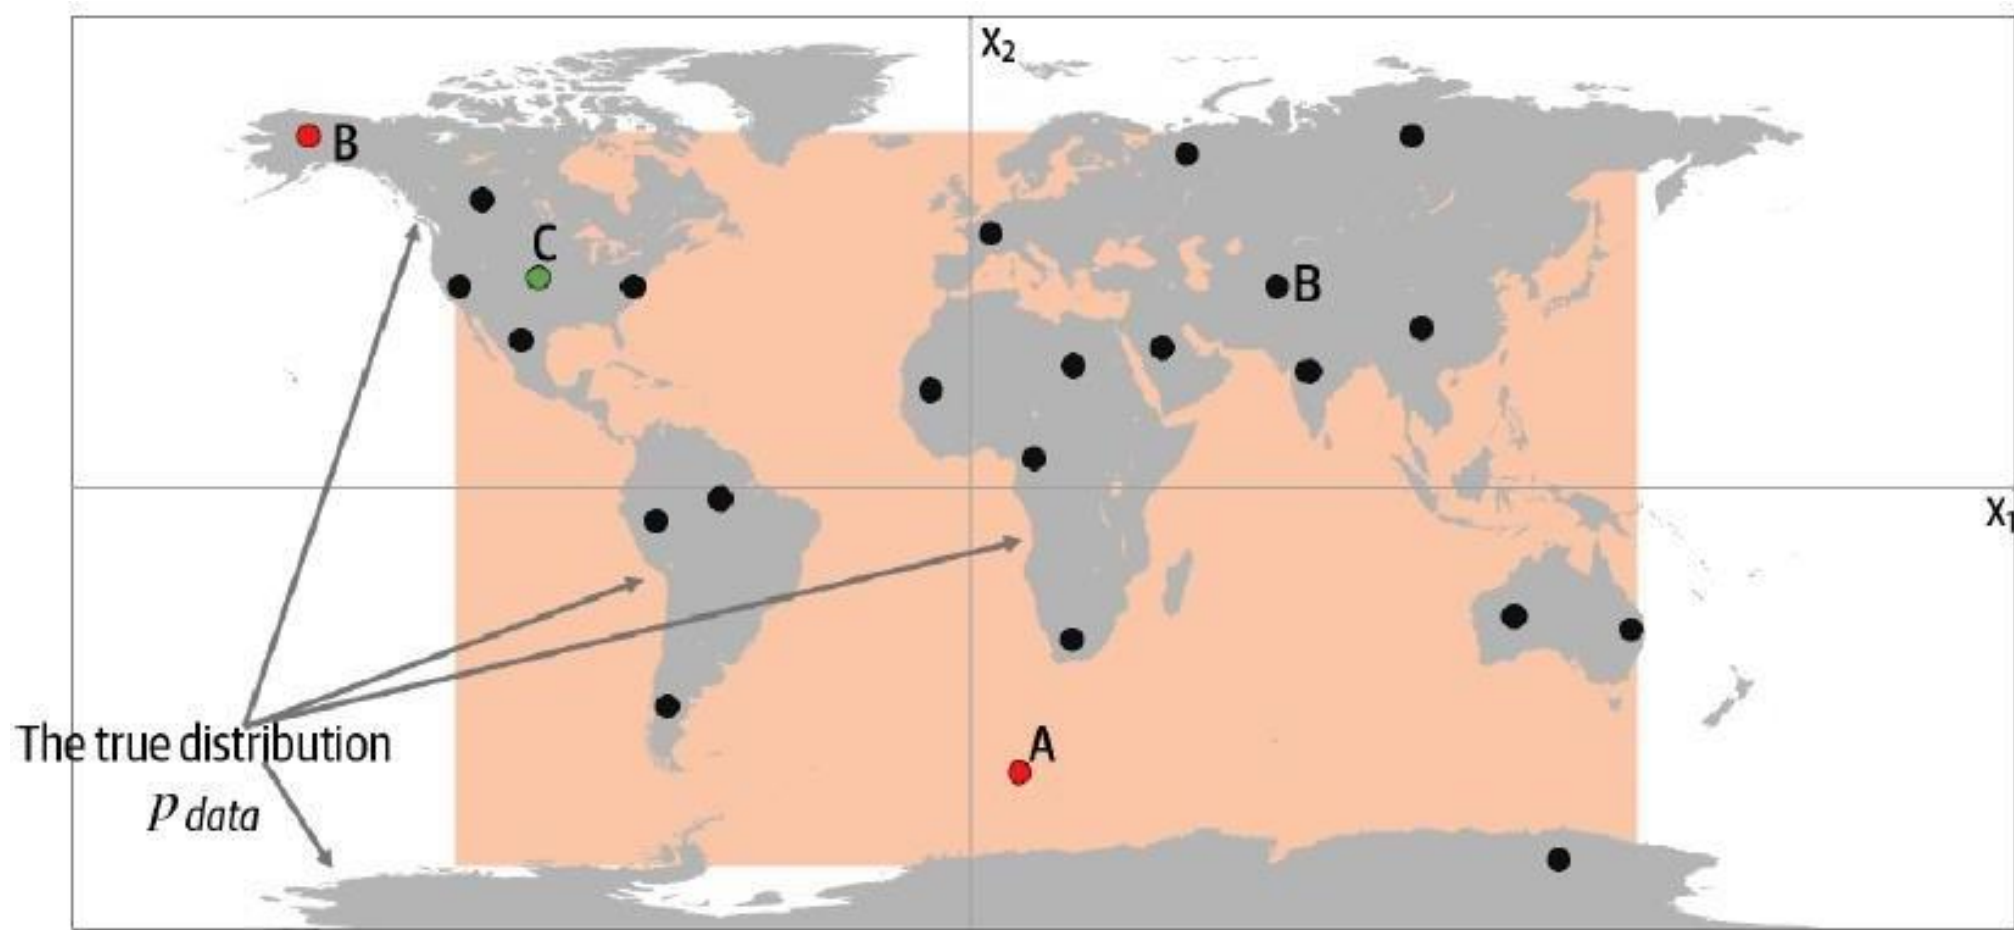 X₂
B
C
B
X₁
The true distribution
p data
A